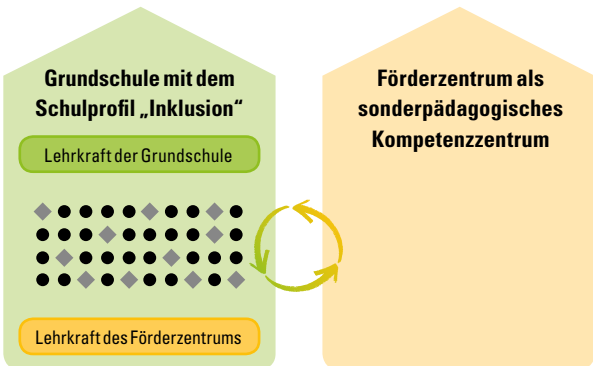 Grundschule mit dem
Schulprofil „Inklusion“
Lehrkraft der Grundschule
Lehrkraft des Förderzentrums
Förderzentrum als
sonderpädagogisches
Kompetenzzentrum